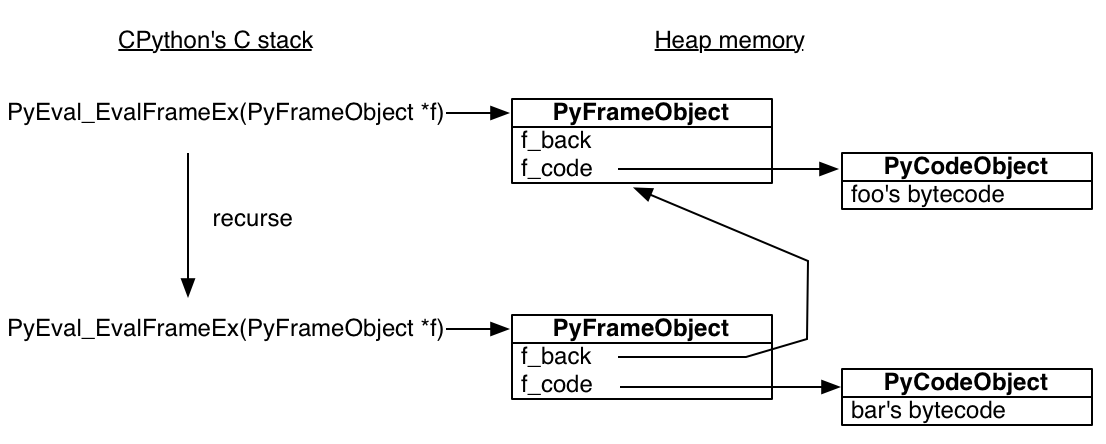 CPython's C stack
Heap memory
PyEval_EvalFrameEx(PyFrameObject *f)
PyFrameObject
f_back
f_code
PyCodeObject
foo's bytecode
recurse
PyEval_EvalFrameEx(PyFrameObject *f)
PyFrameObject
f_back
f_code
PyCodeObject
bar's bytecode